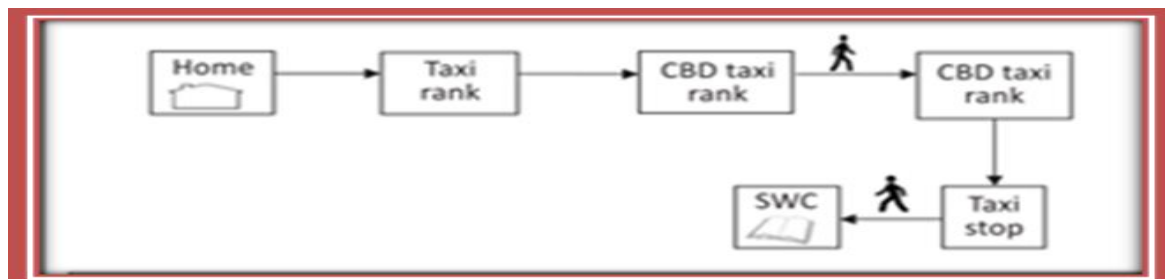 Home
Taxi
rank
CBD taxi
rank
CBD taxi
rank
Taxi
stop
SWC